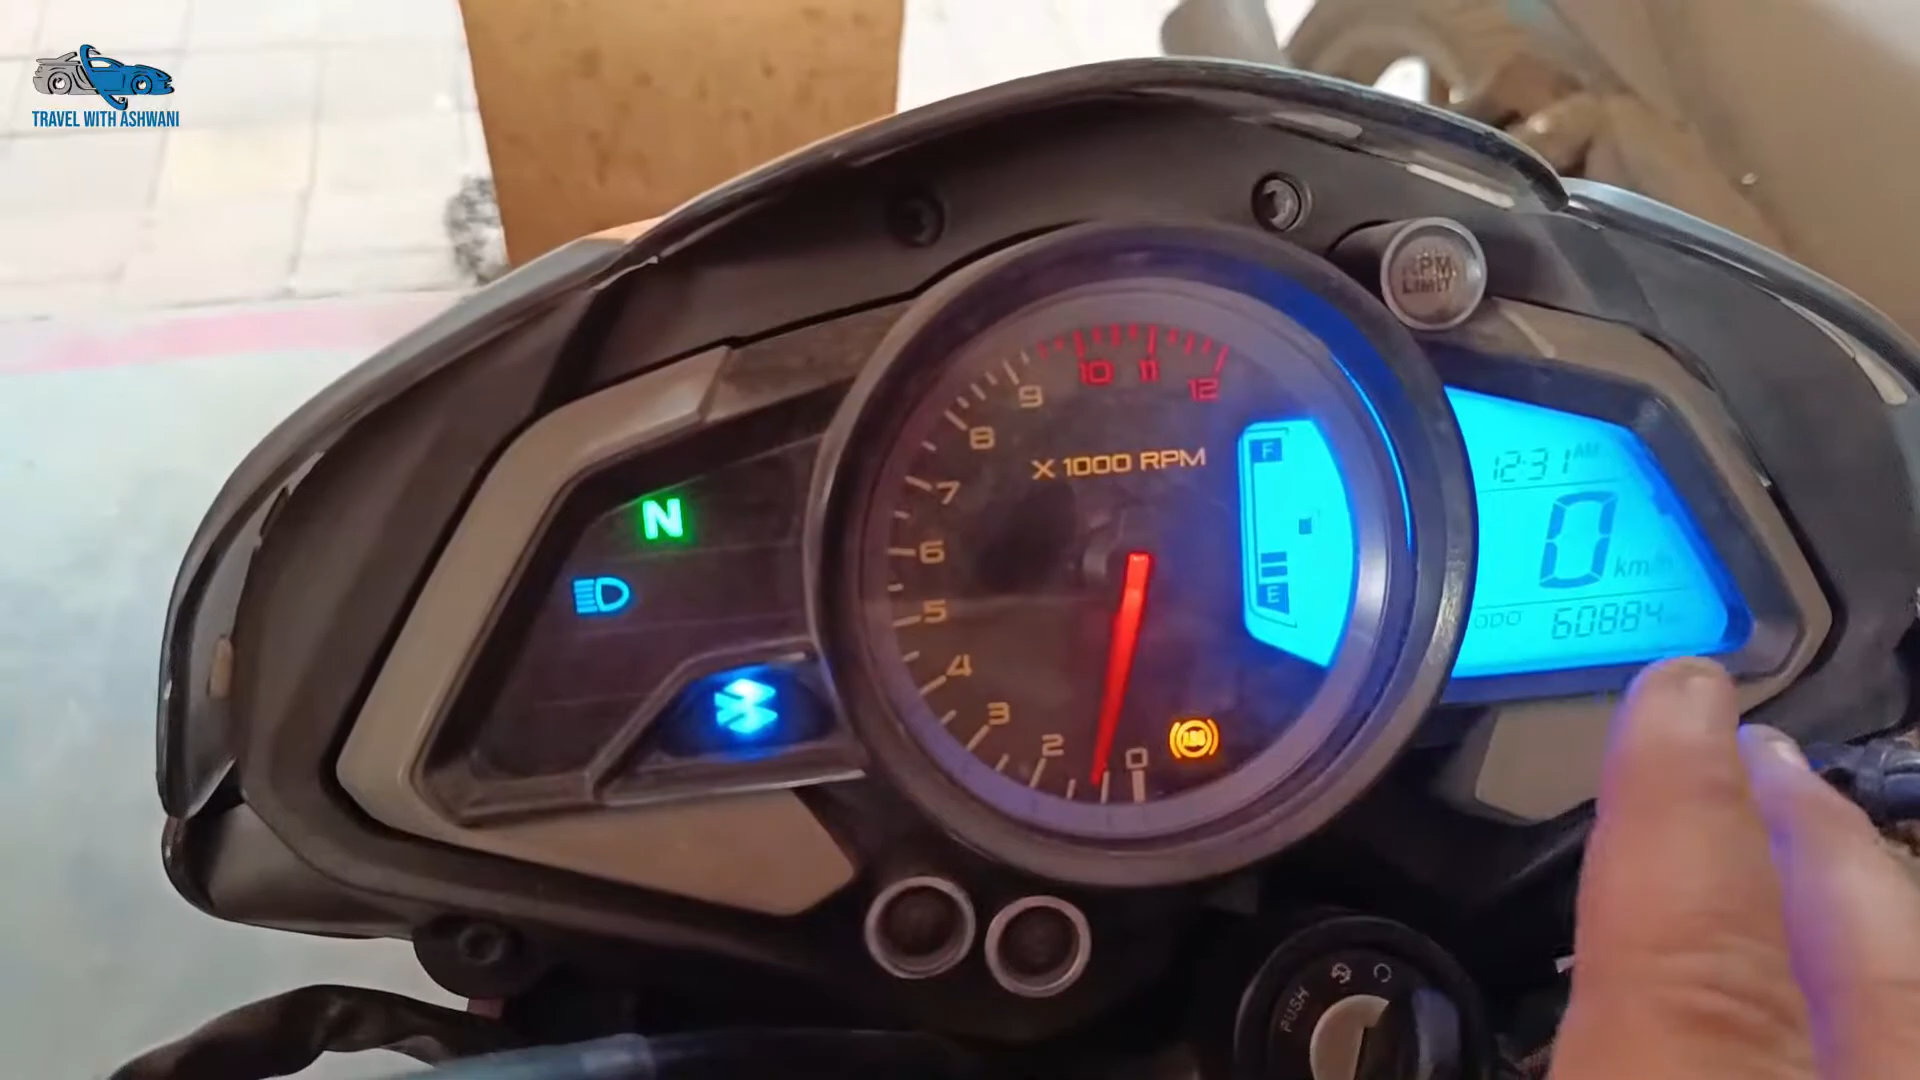 TRAVEL WITH ASHWANI
RPM
LIMIT
10 11 12
9
8
X 1000 RPM
7
6
5
4
3
2
0
N
F
E
12:31 AM
0 km/h
ODO 60884
ABS
PUSH